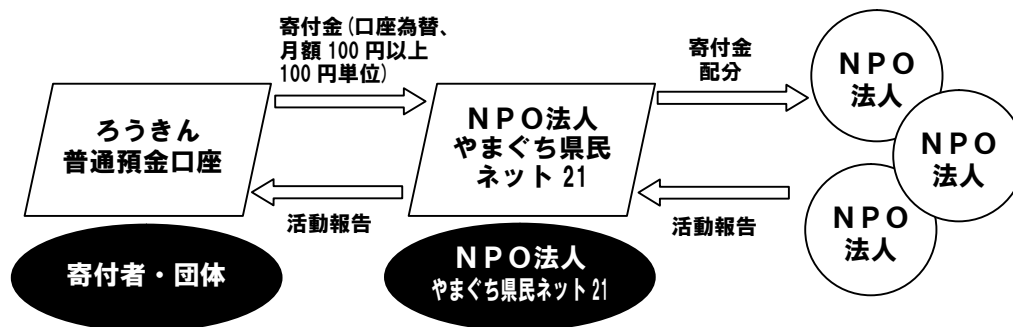 寄付金(口座為替、
月額 100 円以上
100 円単位)
ろうきん
普通預金口座
活動報告
寄付者・団体
NPO法人
やまぐち県民
ネット 21
NPO法人
やまぐち県民ネット 21
寄付金
配分
活動報告
NPO
法人
NPO
法人
NPO
法人